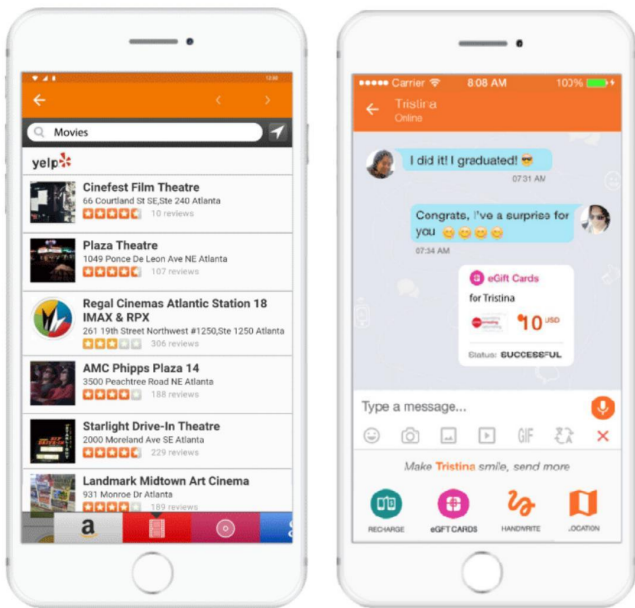 12:30
Movies
yelp
Cinefest Film Theatre
66 Courtland St SE,Ste 240 Atlanta
10 reviews
Plaza Theatre
1049 Ponce De Leon Ave NE Atlanta
107 reviews
Regal Cinemas Atlantic Station 18
IMAX & RPX
261 19th Street Northwest #1250,Ste 1250 Atlanta
306 reviews
AMC Phipps Plaza 14
3500 Peachtree Road NE Atlanta
188 reviews
Starlight Drive-In Theatre
2000 Moreland Ave SE Atlanta
229 reviews
Landmark Midtown Art Cinema
931 Monroe Dr Atlanta
189 reviews
a
Carrier 8:08 AM 100%
Tristina
Online
I did it! I graduated!
07:31 AM
Congrats, I've a surprise for
you
07:34 AM
eGift Cards
for Tristina
10 USD
Status: SUCCESSFUL
Type a message...
GIF
Make Tristina smile, send more
RECHARGE eGFT CARDS HANDWRITE LOCATION